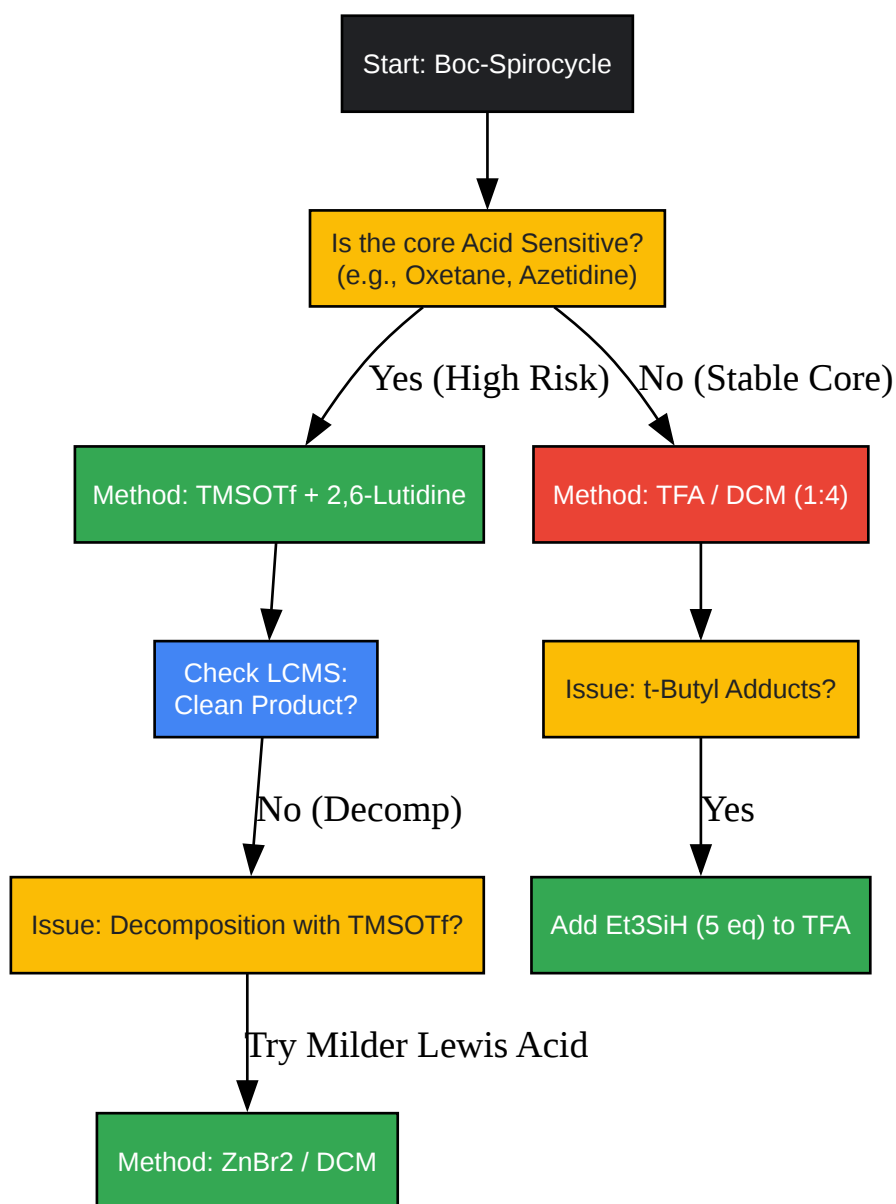 Start: Boc-Spirocycle
Is the core Acid Sensitive?
(e.g., Oxetane, Azetidine)
Yes (High Risk)
No (Stable Core)
Method: TMSOTf + 2,6-Lutidine
Method: TFA / DCM (1:4)
Check LCMS:
Clean Product?
Issue: t-Butyl Adducts?
No (Decomp)
Yes
Issue: Decomposition with TMSOTf?
Add Et3SiH (5 eq) to TFA
Try Milder Lewis Acid
Method: ZnBr2 / DCM